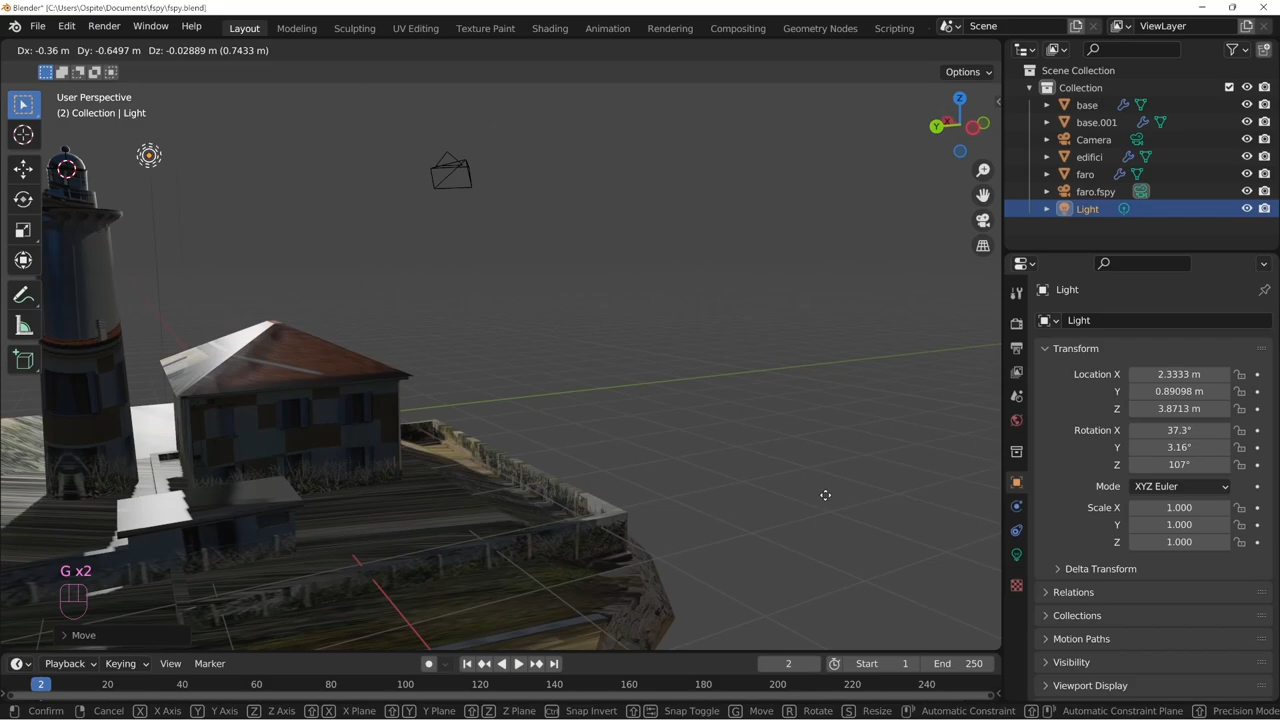 Blender* [C:\Users\Ospite\Documents\fspy\fspy.blend]
File Edit Render Window Help Layout Modeling Sculpting UV Editing Texture Paint Shading Animation Rendering Compositing Geometry Nodes Scripting Scene ViewLayer
Dx: -0.36 m Dy: -0.6497 m Dz: -0.02889 m (0.7433 m)
Options
User Perspective
(2) Collection | Light
Z
Y
X
G x2
Move
Scene Collection
Collection
base
base.001
Camera
edifici
faro
faro.fspy
Light
Light
Light
Transform
Location X 2.3333 m
Y 0.89098 m
Z 3.8713 m
Rotation X 37.3°
Y 3.16°
Z 107°
Mode XYZ Euler
Scale X 1.000
Y 1.000
Z 1.000
Delta Transform
Relations
Collections
Motion Paths
Visibility
Viewport Display
Playback Keying View Marker 2 Start 1 End 250
2 20 40 60 80 100 120 140 160 180 200 220 240
Confirm Cancel X X Axis Y Y Axis Z Z Axis X X Plane Y Y Plane Z Z Plane Ctrl Snap Invert Snap Toggle G Move R Rotate S Resize Automatic Constraint Automatic Constraint Plane Precision Mode